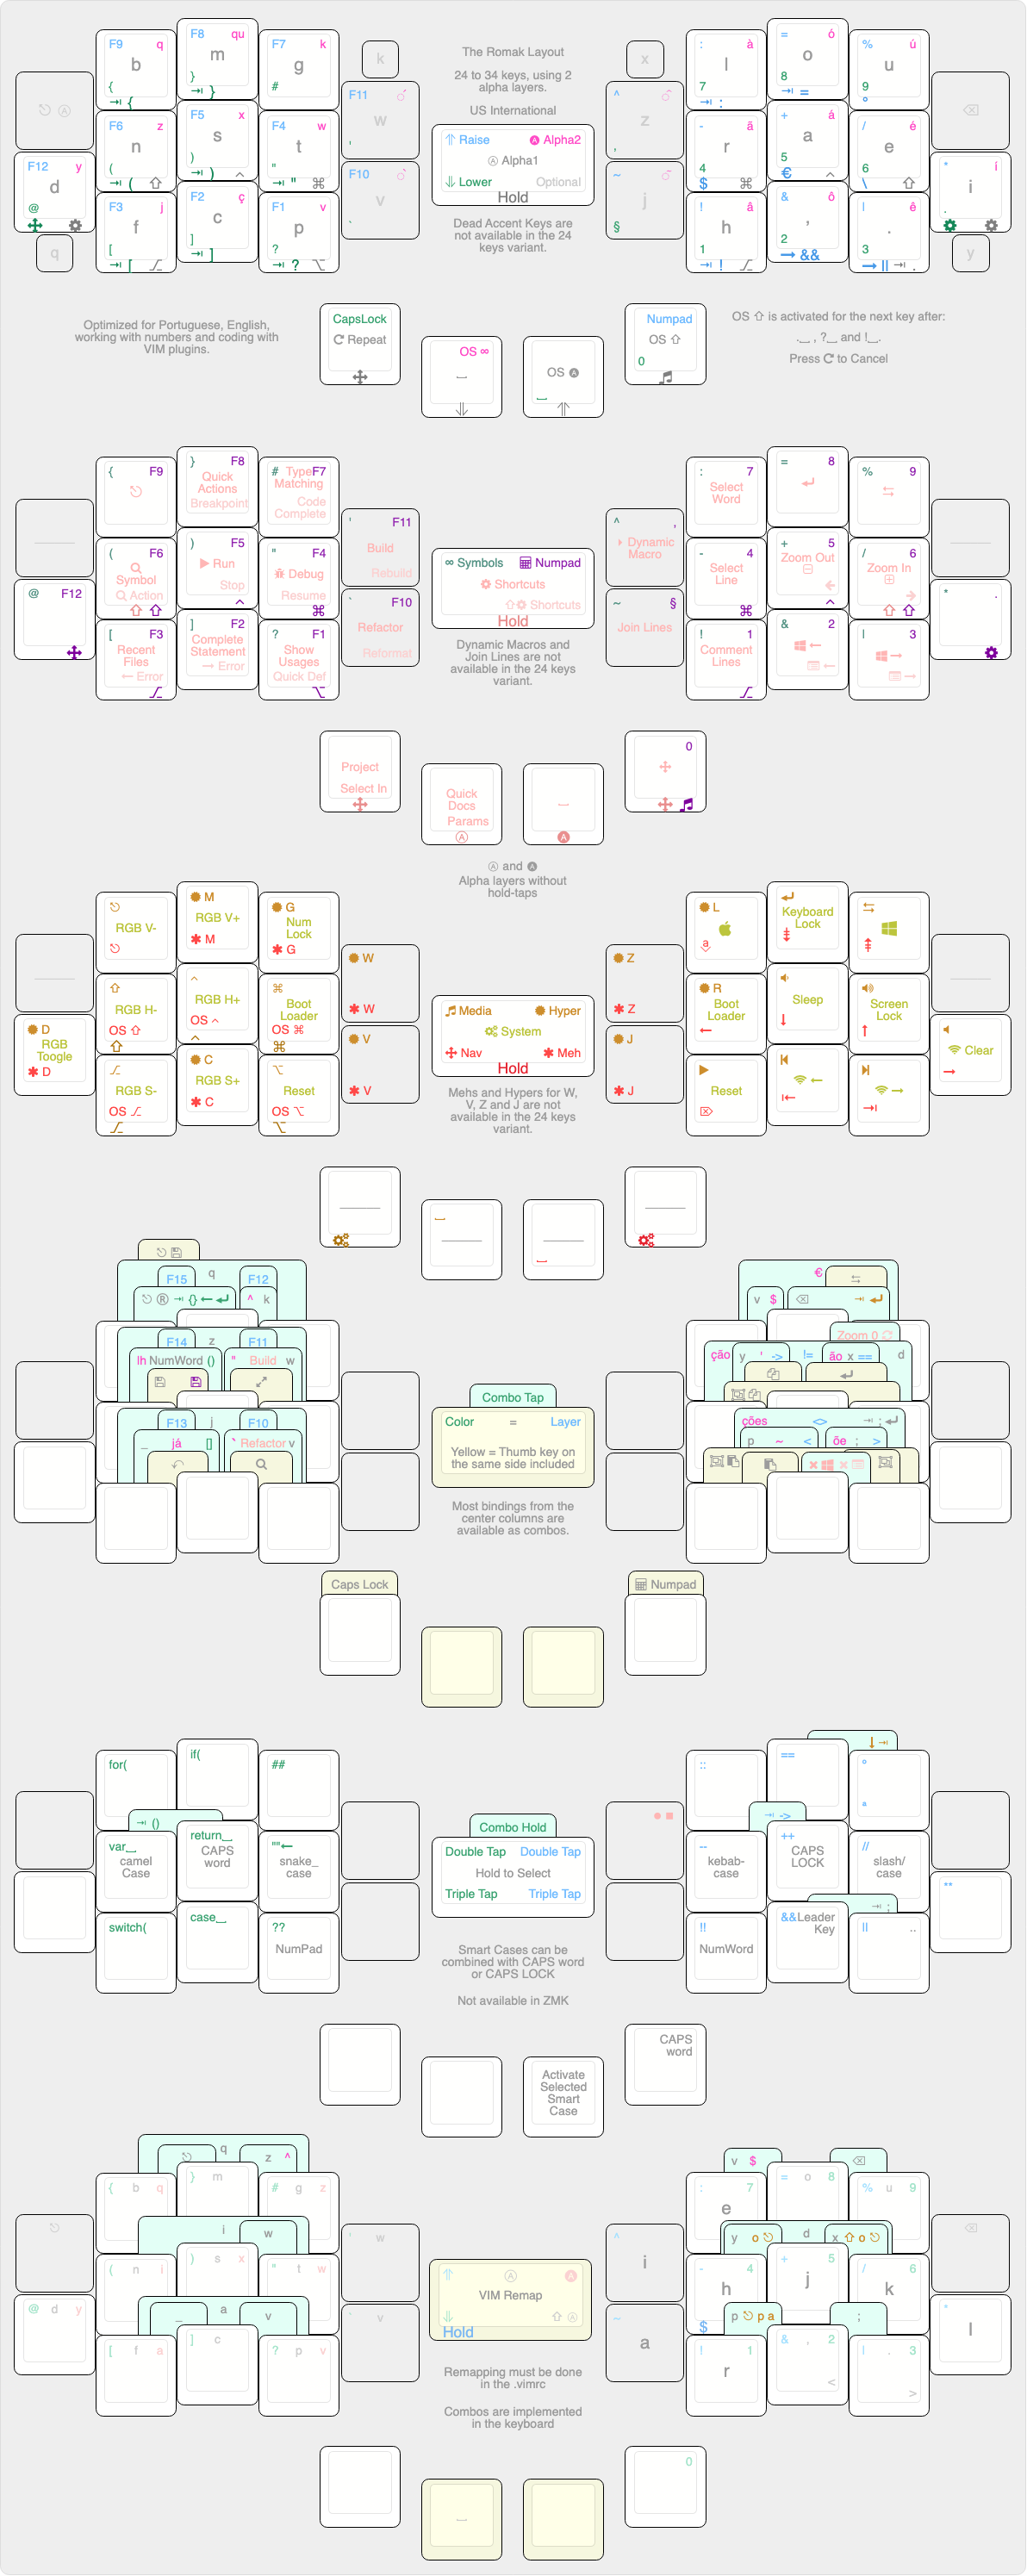 F9 q
b
{
⇥ {
F8 qu
m
}
⇥ }
F7 k
g
#
k
The Romak Layout
24 to 34 keys, using 2
alpha layers.
US International
x
: à
l
7
⇥ :
= ó
o
8
⇥ =
% ú
u
9
°
F11
w
'
^
z
,
F12 y
d
@
F6 z
n
(
⇥ ( ⇧
F5 x
s
)
⇥ ) ^
F4 w
t
"
⇥ " ⌘
F10
v
`
⇑ Raise Alpha2
Alpha1
⇓ Lower Optional
Hold
~
j
§
- ã
r
4
$ ⌘
+ á
a
5
€ ^
/ é
e
6
\ ⇧
* í
i
.
q
F3 j
f
[
⇥ [ ⌥
F2 ç
c
]
⇥ ]
F1 v
p
?
⇥ ? ⌥
Dead Accent Keys are
not available in the 24
keys variant.
! â
h
1
⇥ ! ⌥
& ô
,
2
→ &&
| ê
.
3
→ || ⇥ .
y
Optimized for Portuguese, English,
working with numbers and coding with
VIM plugins.
CapsLock
Repeat
OS ∞
OS
Numpad
OS ⇧
0
OS ⇧ is activated for the next key after:
.⎵ , ?⎵ and !⎵.
Press to Cancel
{ F9
} F8
Quick
Actions
Breakpoint
# Type F7
Matching
Code
Complete
' F11
Build
Rebuild
^ ,
Dynamic
Macro
: 7
Select
Word
= 8
% 9
@ F12
( F6
Symbol
Action
) F5
Run
Stop
" F4
Debug
Resume
` F10
Refactor
Reformat
∞ Symbols Numpad
Shortcuts
Shortcuts
Hold
~ §
Join Lines
- 4
Select
Line
+ 5
Zoom Out
/ 6
Zoom In
* .
[ F3
Recent
Files
← Error
] F2
Complete
Statement
→ Error
? F1
Show
Usages
Quick Def
Dynamic Macros and
Join Lines are not
available in the 24 keys
variant.
! 1
Comment
Lines
& 2
| 3
Project
Select In
Quick
Docs
Params
0
Ⓐ and 🅐
Alpha layers without
hold-taps
RGB V-
M
RGB V+
M
G
Num
Lock
G
W
W
Z
Z
L
a
Keyboard
Lock
D
RGB
Toogle
D
RGB H-
OS ⇧
RGB H+
OS ^
Boot
Loader
OS ⌘
V
V
Media Hyper
System
Nav Meh
Hold
J
J
R
Boot
Loader
Sleep
Screen
Lock
Clear
RGB S-
OS ⌥
C
RGB S+
C
Reset
OS ⌥
Mehs and Hypers for W,
V, Z and J are not
available in the 24 keys
variant.
Reset
F15 q F12
® ⇥ {} ← ↵ ^ k
F14 z F11
lh NumWord () " Build w
F13 j F10
_ já [] ` Refactor v
Combo Tap
Color = Layer
Yellow = Thumb key on
the same side included
Most bindings from the
center columns are
available as combos.
€
v $
Zoom 0
ção y ' -> != ão x == d
ções <> ⇥ ; ↵
p ~ < õe ; >
Caps Lock
Numpad
for(
if(
##
::
==
°
ª
⇥ ()
⇥ ->
var⎵
camel
Case
return⎵
CAPS
word
""←
snake_
case
Combo Hold
Double Tap Double Tap
Hold to Select
Triple Tap Triple Tap
--
kebab-
case
++
CAPS
LOCK
//
slash/
case
**
⇥ ;
switch(
case⎵
??
NumPad
!!
NumWord
&& Leader
Key
|| ..
Smart Cases can be
combined with CAPS word
or CAPS LOCK
Not available in ZMK
Activate
Selected
Smart
Case
CAPS
word
q z ^
{ b q
} m
# g z
v $
: 7
e
= o 8
% u 9
i w
' w
^
i
y o d x ⇧ o
@ d y
( n i
) s x
" t w
` v
VIM Remap
Hold
~
a
- 4
h
$
+ 5
j
/ 6
k
*
l
_ a v
p p a ;
[ f a
] c
? p v
! 1
r
& , 2
<
| . 3
>
Remapping must be done
in the .vimrc
Combos are implemented
in the keyboard
0